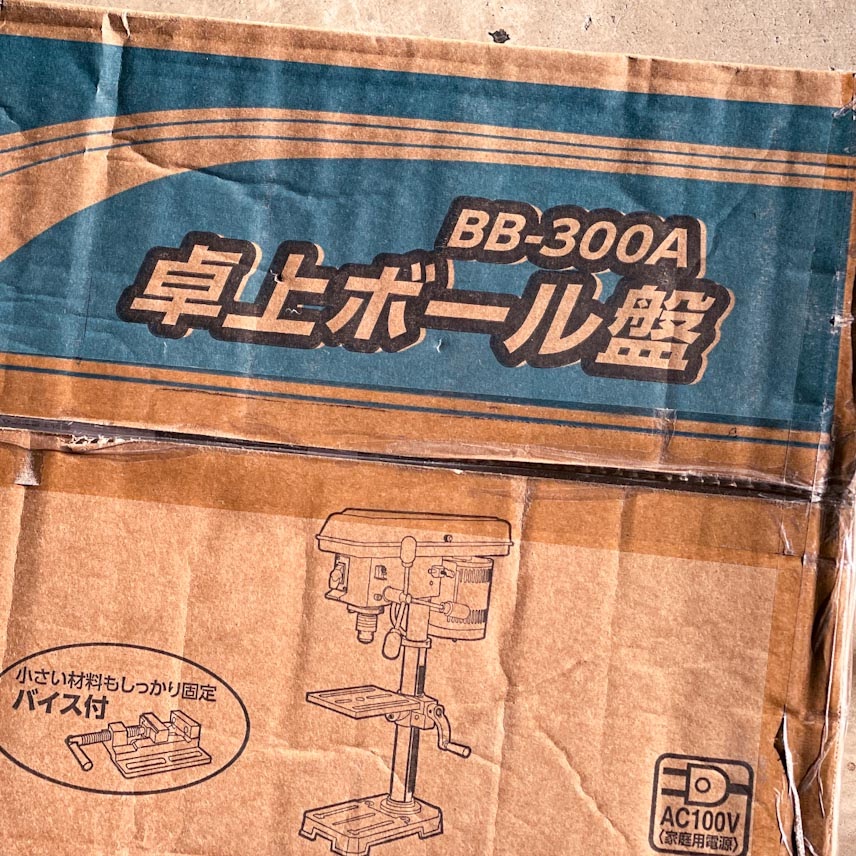 BB-300A
卓上ボール盤
小さい材料もしっかり固定
バイス付
AC100V
〈家庭用電源〉